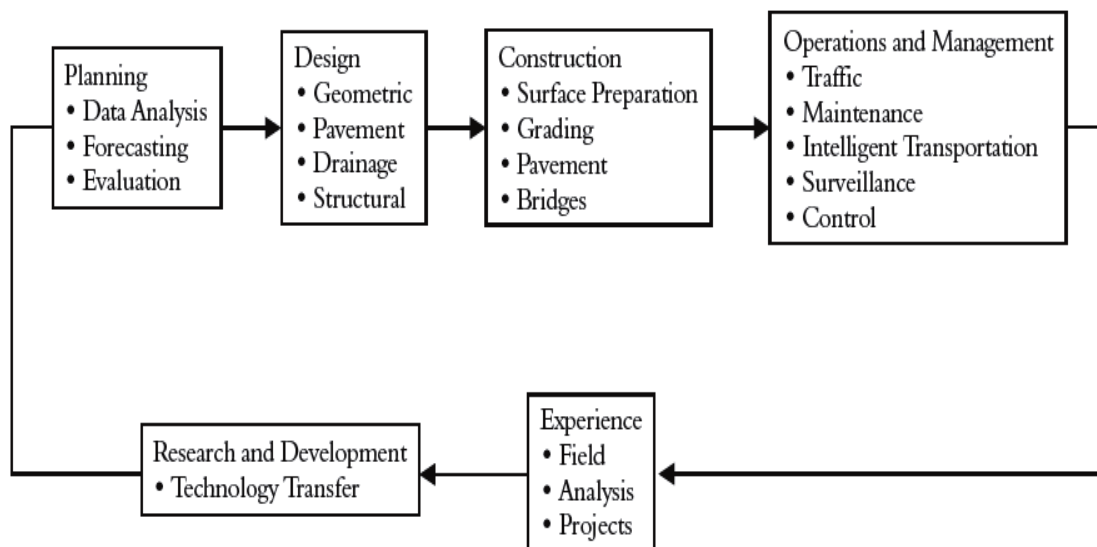 Planning
• Data Analysis
• Forecasting
• Evaluation
Design
• Geometric
• Pavement
• Drainage
• Structural
Construction
• Surface Preparation
• Grading
• Pavement
• Bridges
Operations and Management
• Traffic
• Maintenance
• Intelligent Transportation
• Surveillance
• Control
Research and Development
• Technology Transfer
Experience
• Field
• Analysis
• Projects